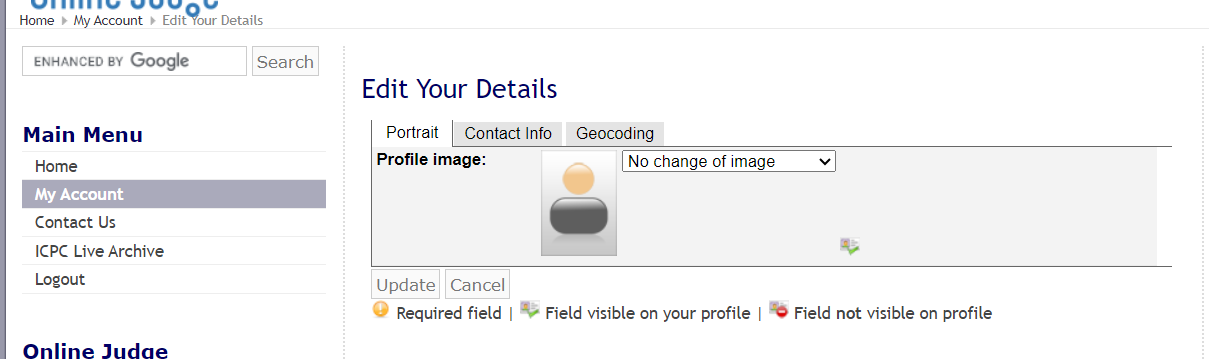 Online Judge
Home My Account Edit Your Details
ENHANCED BY Google Search
Edit Your Details
Main Menu
Portrait Contact Info Geocoding
Profile image: No change of image
Home
My Account
Contact Us
ICPC Live Archive
Logout
Update Cancel
Required field | Field visible on your profile | Field not visible on profile
Online Judge